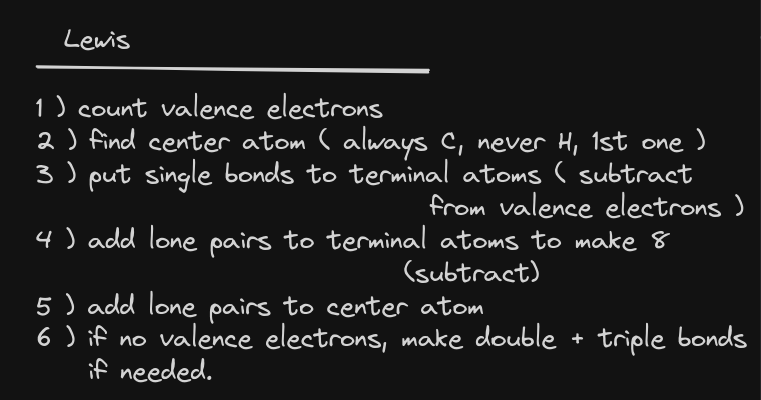 Lewis
1 ) count valence electrons
2 ) find center atom ( always C, never H, 1st one )
3 ) put single bonds to terminal atoms ( subtract
from valence electrons )
4 ) add lone pairs to terminal atoms to make 8
(subtract)
5 ) add lone pairs to center atom
6 ) if no valence electrons, make double + triple bonds
if needed.